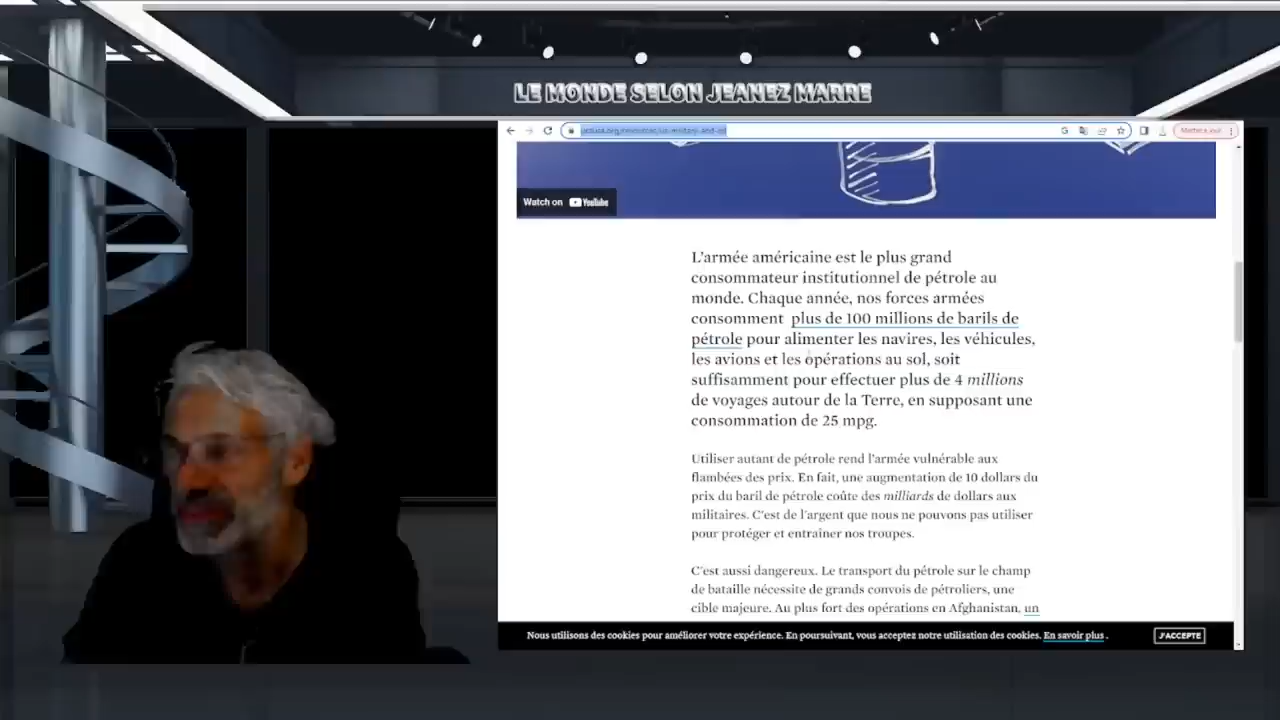 LE MONDE SELON JEANEZ MARRE
Watch on YouTube
L'armée américaine est le plus grand
consommateur institutionnel de pétrole au
monde. Chaque année, nos forces armées
consomment plus de 100 millions de barils de
pétrole pour alimenter les navires, les véhicules,
les avions et les opérations au sol, soit
suffisamment pour effectuer plus de 4 millions
de voyages autour de la Terre, en supposant une
consommation de 25 mpg.
Utiliser autant de pétrole rend l'armée vulnérable aux
flambées des prix. En fait, une augmentation de 10 dollars du
prix du baril de pétrole coûte des milliards de dollars aux
militaires. C'est de l'argent que nous ne pouvons pas utiliser
pour protéger et entraîner nos troupes.
C'est aussi dangereux. Le transport du pétrole sur le champ
de bataille nécessite de grands convois de pétroliers, une
cible majeure. Au plus fort des opérations en Afghanistan, un
Nous utilisons des cookies pour améliorer votre expérience. En poursuivant, vous acceptez notre utilisation des cookies. En savoir plus .
J'ACCEPTE